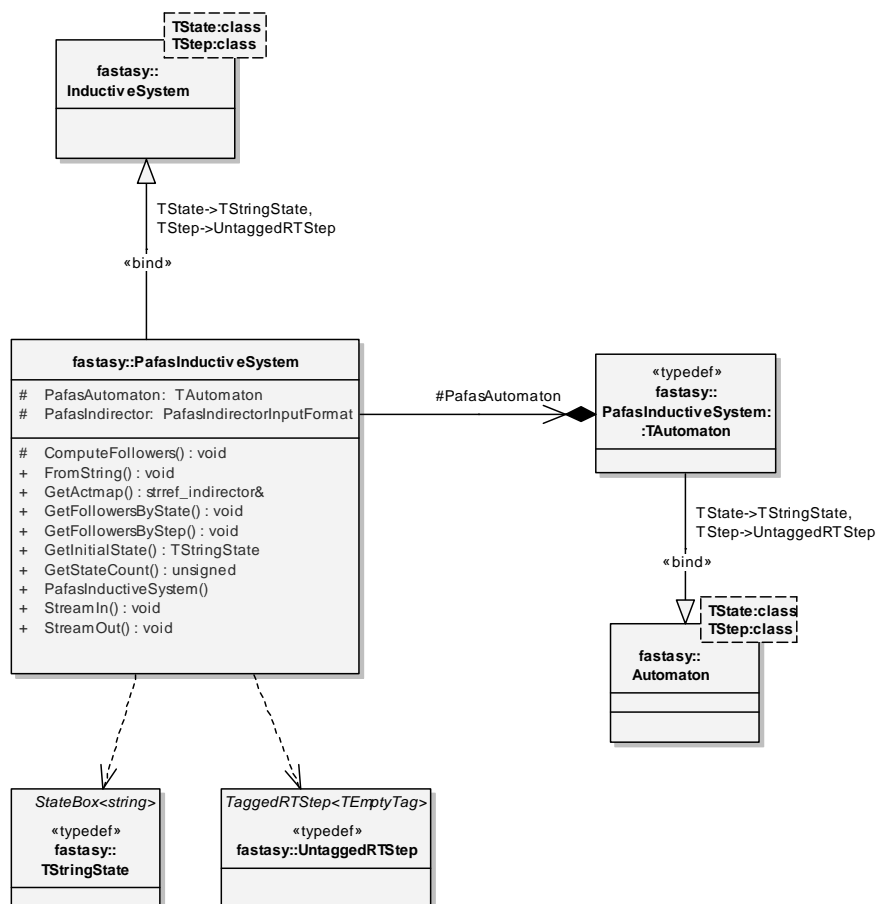 TState:class
TStep:class
fastasy::
InductiveSystem
TState->TStringState,
TStep->UntaggedRTStep
«bind»
fastasy::PafasInductiveSystem
# PafasAutomaton: TAutomaton
# PafasIndirector: PafasIndirectorInputFormat
# ComputeFollowers() : void
+ FromString() : void
+ GetActmap() : strref_indirector&
+ GetFollowersByState() : void
+ GetFollowersByStep() : void
+ GetInitialState() : TStringState
+ GetStateCount() : unsigned
+ PafasInductiveSystem()
+ StreamIn() : void
+ StreamOut() : void
#PafasAutomaton
«typedef»
fastasy::
PafasInductiveSystem:
:TAutomaton
TState->TStringState,
TStep->UntaggedRTStep
«bind»
TState:class
TStep:class
fastasy::
Automaton
StateBox<string>
«typedef»
fastasy::
TStringState
TaggedRTStep<TEmptyTag>
«typedef»
fastasy::UntaggedRTStep